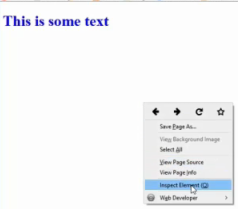 This is some text
Save Page As...
View Background Image
Select All
View Page Source
View Page Info
Inspect Element (Q)
Web Developer